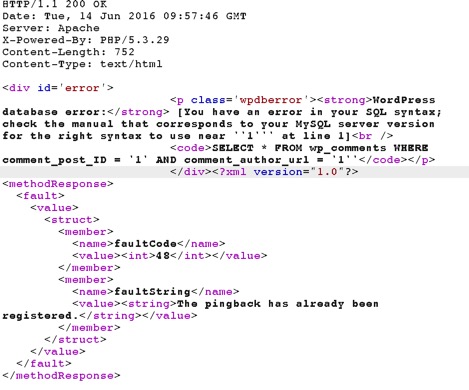 HTTP/1.1 200 OK
Date: Tue, 14 Jun 2016 09:57:46 GMT
Server: Apache
X-Powered-By: PHP/5.3.29
Content-Length: 752
Content-Type: text/html
<div id='error'>
<p class='wpdberror'><strong>WordPress
database error:</strong> [You have an error in your SQL syntax;
check the manual that corresponds to your MySQL server version
for the right syntax to use near ''1''' at line 1]<br />
<code>SELECT * FROM wp_comments WHERE
comment_post_ID = '1' AND comment_author_url = '1''</code></p>
</div><?xml version="1.0"?>
<methodResponse>
<fault>
<value>
<struct>
<member>
<name>faultCode</name>
<value><int>48</int></value>
</member>
<member>
<name>faultString</name>
<value><string>The pingback has already been
registered.</string></value>
</member>
</struct>
</value>
</fault>
</methodResponse>